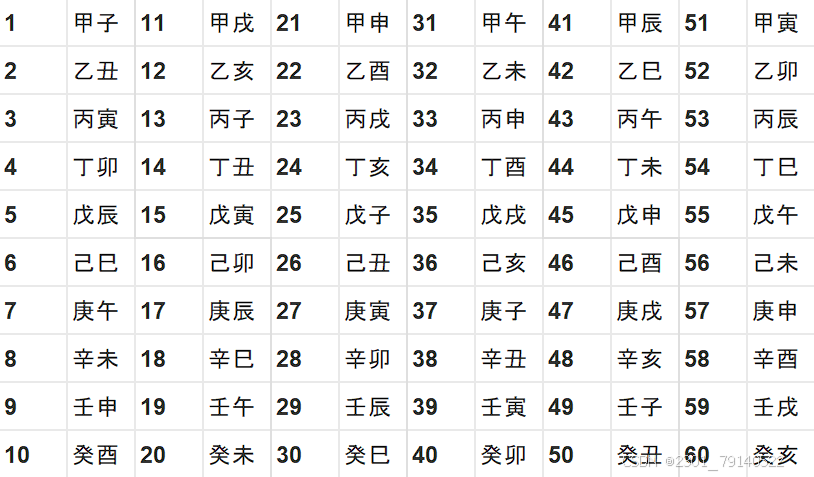 1 甲子 11 甲戌 21 甲申 31 甲午 41 甲辰 51 甲寅
2 乙丑 12 乙亥 22 乙酉 32 乙未 42 乙巳 52 乙卯
3 丙寅 13 丙子 23 丙戌 33 丙申 43 丙午 53 丙辰
4 丁卯 14 丁丑 24 丁亥 34 丁酉 44 丁未 54 丁巳
5 戊辰 15 戊寅 25 戊子 35 戊戌 45 戊申 55 戊午
6 己巳 16 己卯 26 己丑 36 己亥 46 己酉 56 己未
7 庚午 17 庚辰 27 庚寅 37 庚子 47 庚戌 57 庚申
8 辛未 18 辛巳 28 辛卯 38 辛丑 48 辛亥 58 辛酉
9 壬申 19 壬午 29 壬辰 39 壬寅 49 壬子 59 壬戌
10 癸酉 20 癸未 30 癸巳 40 癸卯 50 癸丑 60 癸亥